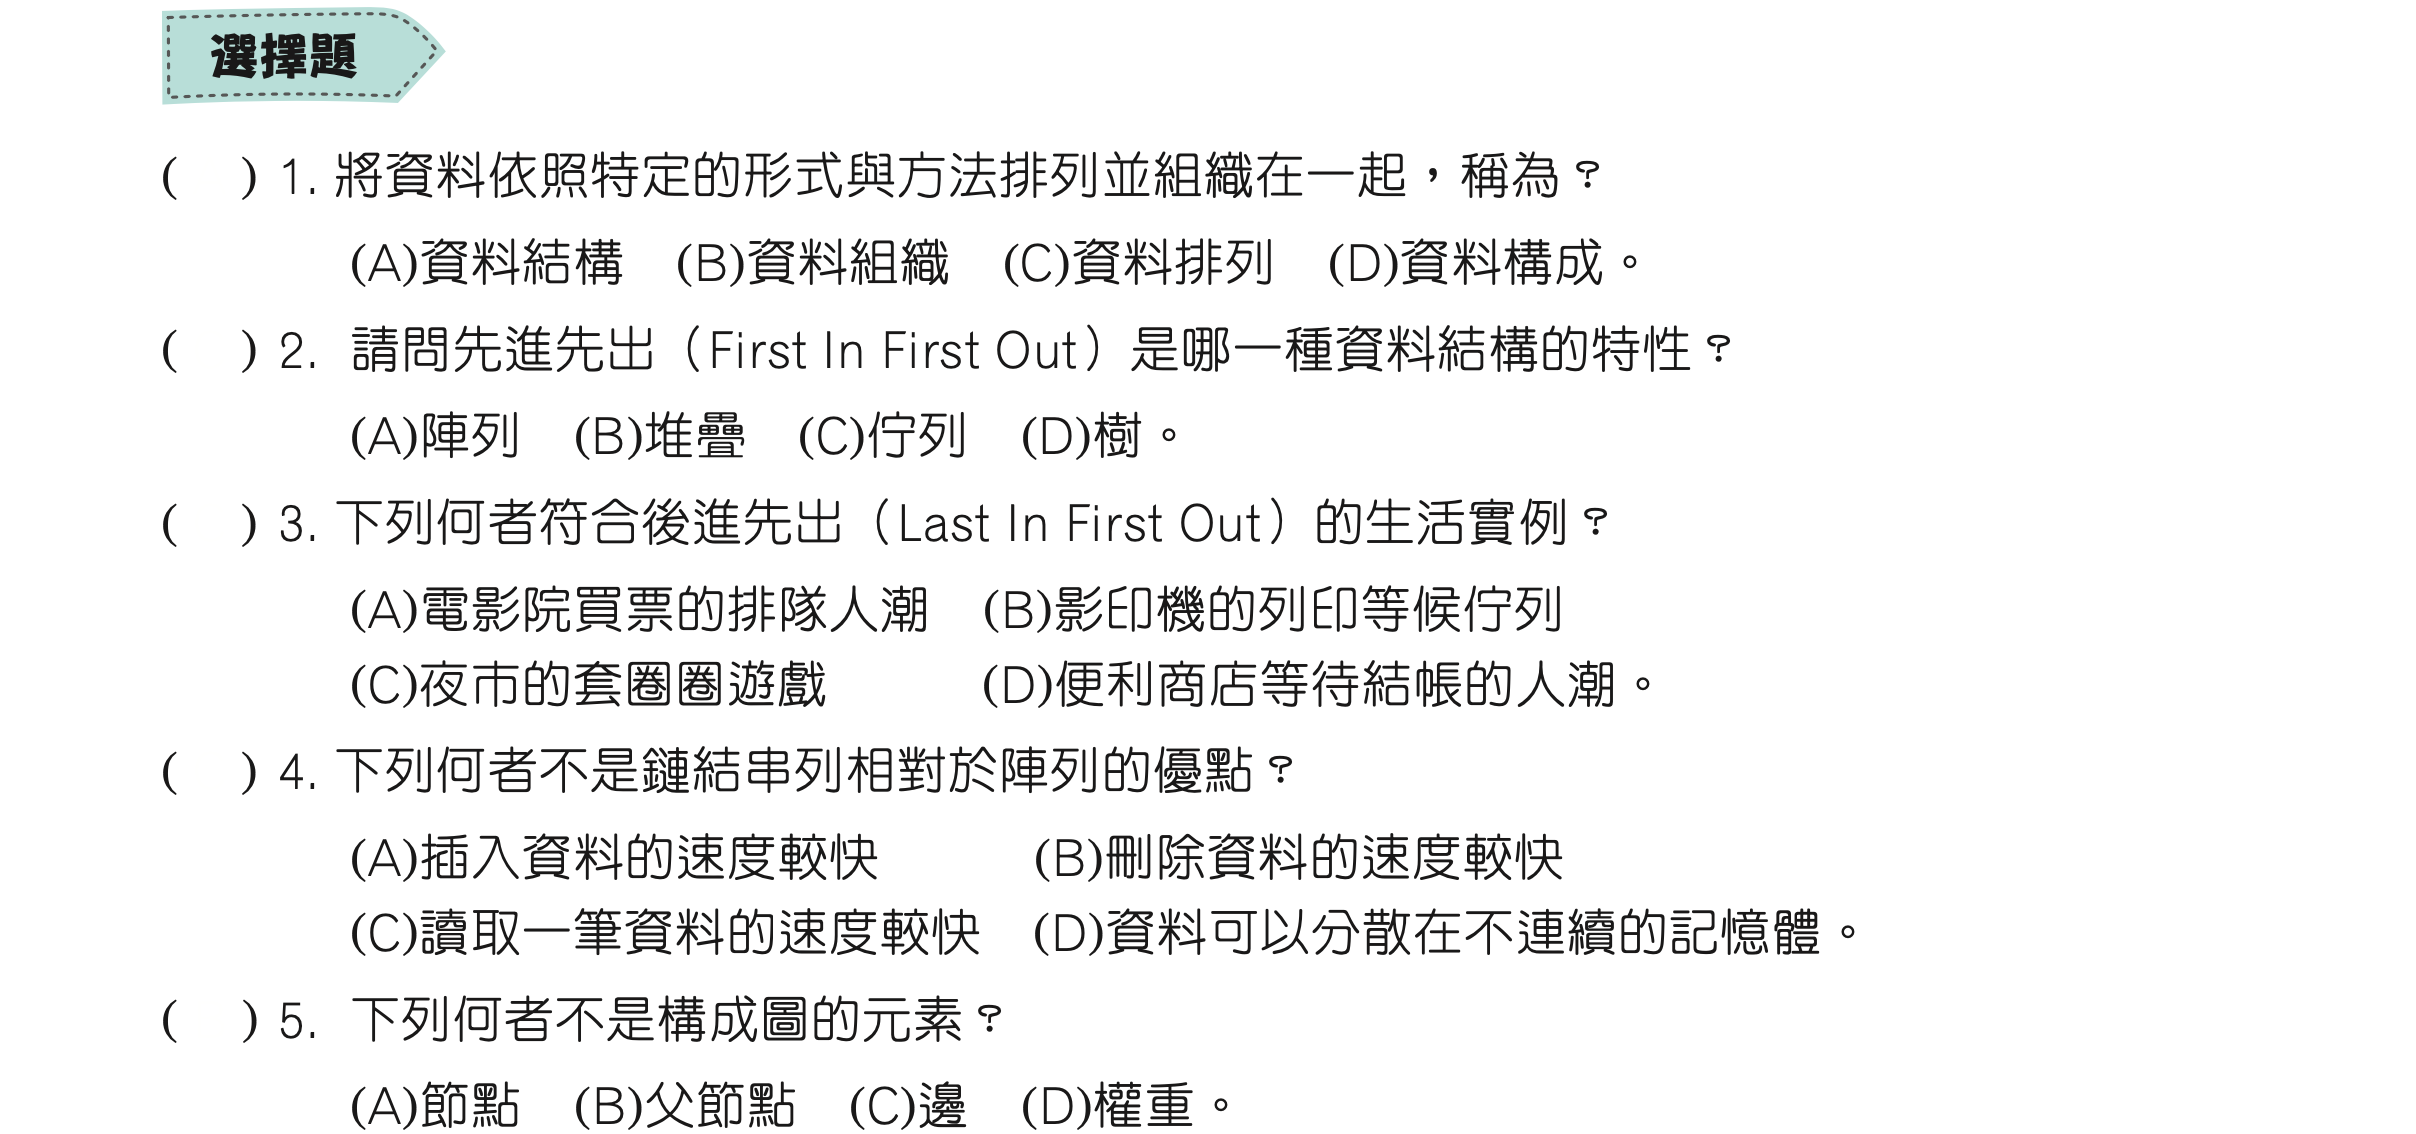 選擇題
(　) 1. 將資料依照特定的形式與方法排列並組織在一起，稱為？
(A)資料結構　(B)資料組織　(C)資料排列　(D)資料構成。
(　) 2. 請問先進先出（First In First Out）是哪一種資料結構的特性？
(A)陣列　(B)堆疊　(C)佇列　(D)樹。
(　) 3. 下列何者符合後進先出（Last In First Out）的生活實例？
(A)電影院買票的排隊人潮　(B)影印機的列印等候佇列
(C)夜市的套圈圈遊戲　(D)便利商店等待結帳的人潮。
(　) 4. 下列何者不是鏈結串列相對於陣列的優點？
(A)插入資料的速度較快　(B)刪除資料的速度較快
(C)讀取一筆資料的速度較快　(D)資料可以分散在不連續的記憶體。
(　) 5. 下列何者不是構成圖的元素？
(A)節點　(B)父節點　(C)邊　(D)權重。